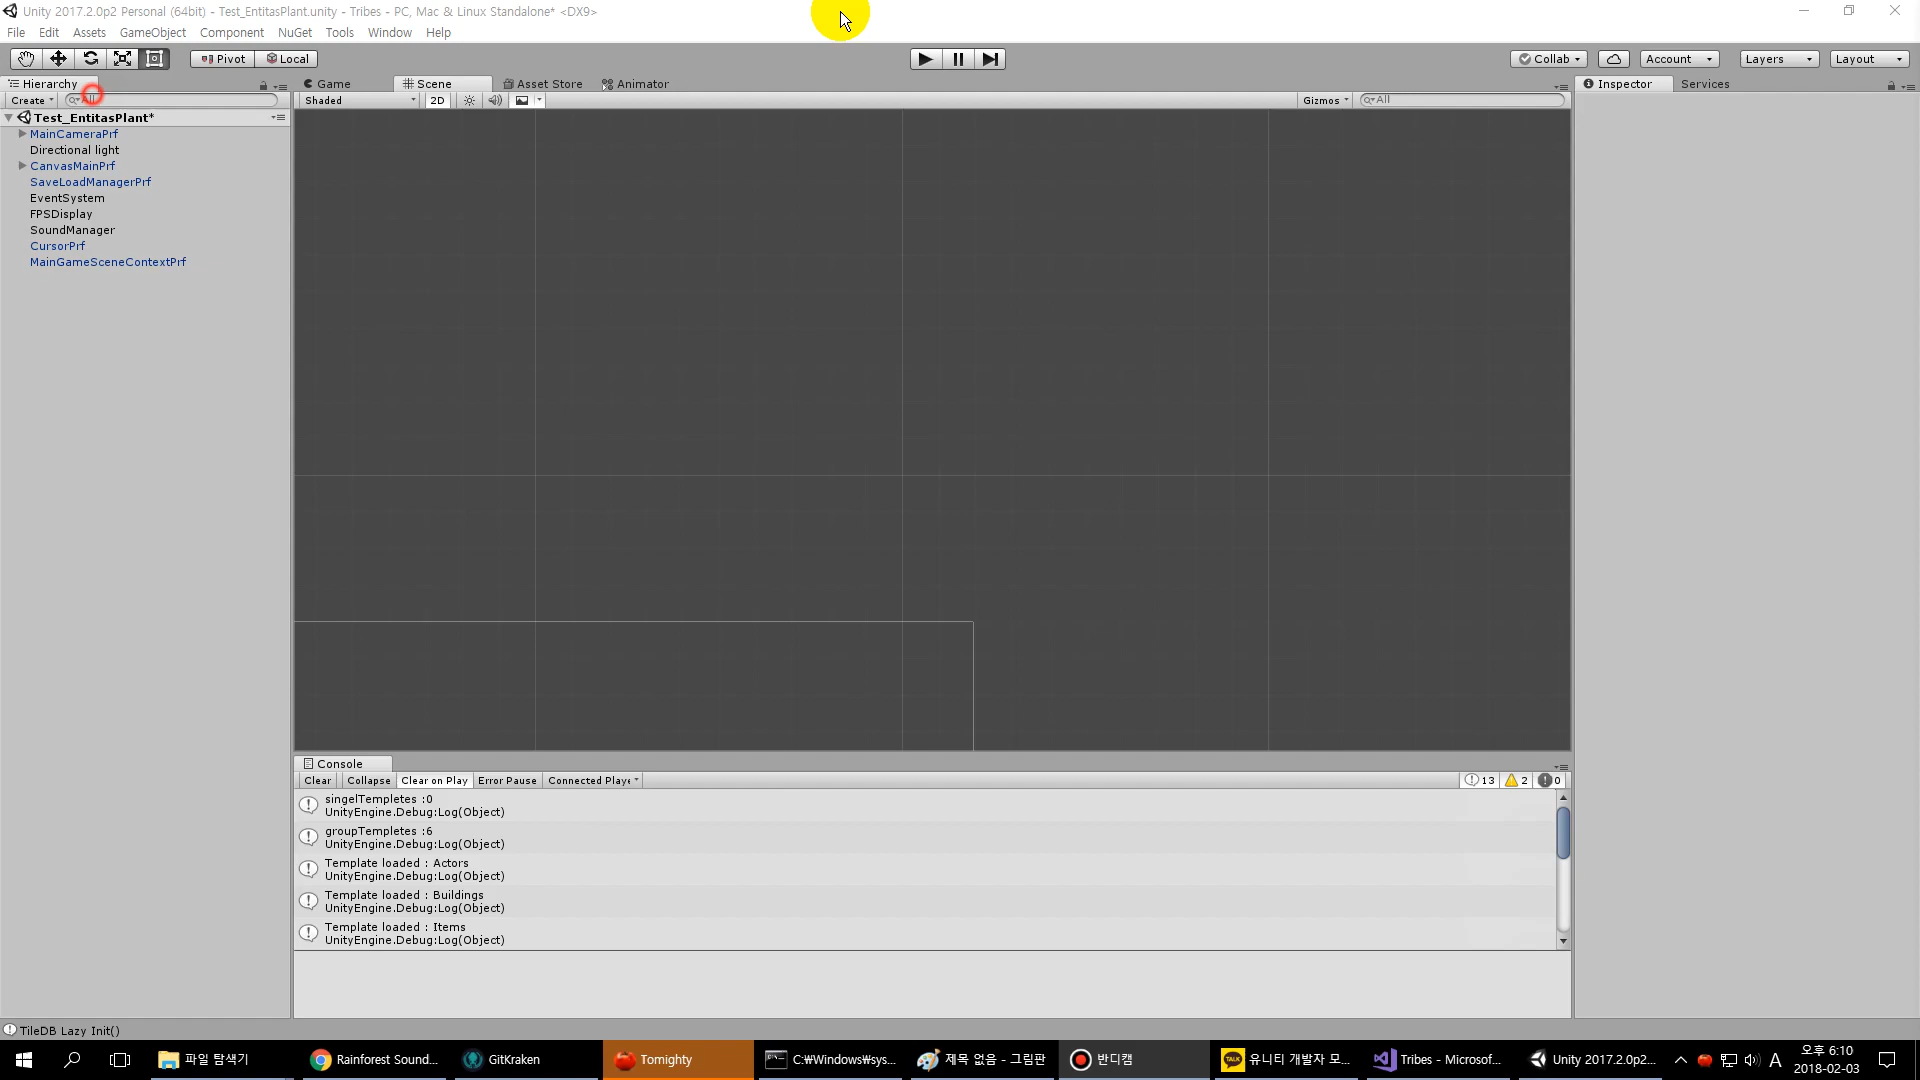 Unity 2017.2.0p2 Personal (64bit) - Test_EntitasPlant.unity - Tribes - PC, Mac & Linux Standalone* <DX9>
File Edit Assets GameObject Component NuGet Tools Window Help
Pivot Local Collab Account Layers Layout
Hierarchy Game Scene Asset Store Animator Inspector Services
Create Shaded 2D Gizmos All
Test_EntitasPlant*
MainCameraPrf
Directional light
CanvasMainPrf
SaveLoadManagerPrf
EventSystem
FPSDisplay
SoundManager
CursorPrf
MainGameSceneContextPrf
Console
Clear Collapse Clear on Play Error Pause Connected Playe 13 2 0
singelTempletes :0
UnityEngine.Debug:Log(Object)
groupTempletes :6
UnityEngine.Debug:Log(Object)
Template loaded : Actors
UnityEngine.Debug:Log(Object)
Template loaded : Buildings
UnityEngine.Debug:Log(Object)
Template loaded : Items
UnityEngine.Debug:Log(Object)
TileDB Lazy Init()
파일 탐색기 Rainforest Sound... GitKraken Tomighty C:₩Windows₩sys... 제목 없음 - 그림판 반디캠 TALK 유니티 개발자 모... Tribes - Microsof... Unity 2017.2.0p2... A 오후 6:10
2018-02-03